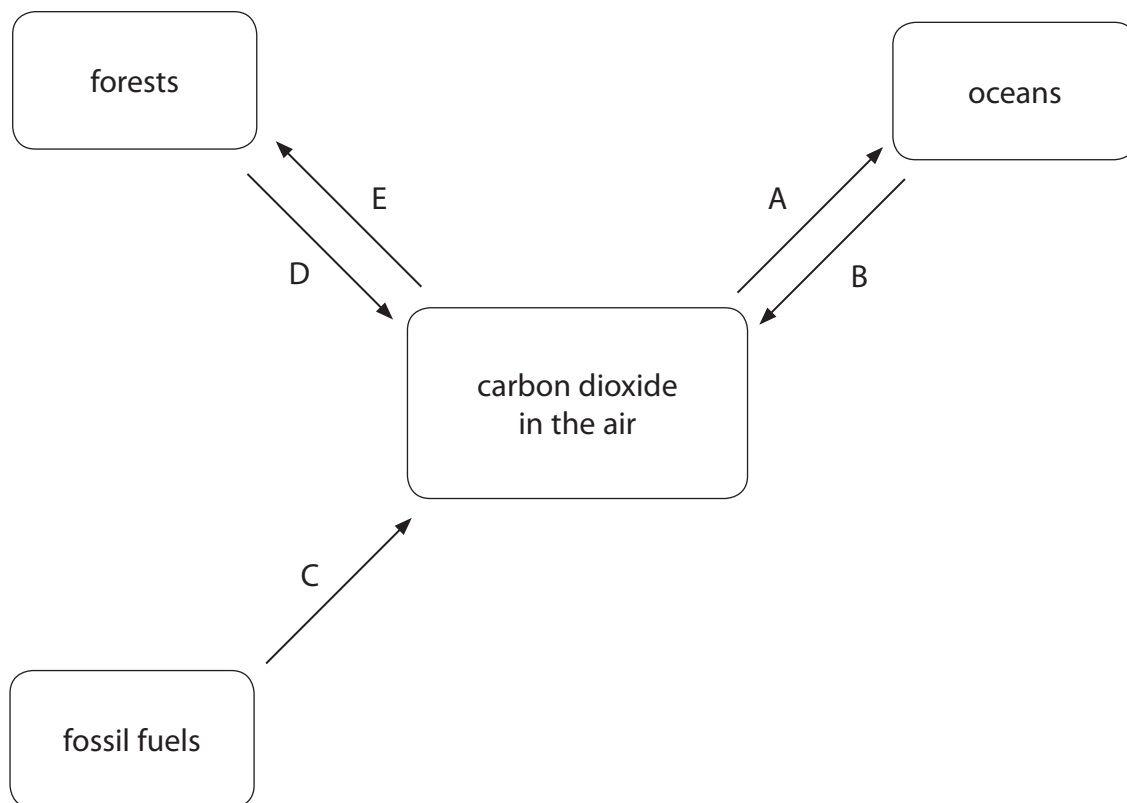 forests
oceans
E
A
D
B
carbon dioxide
in the air
C
fossil fuels